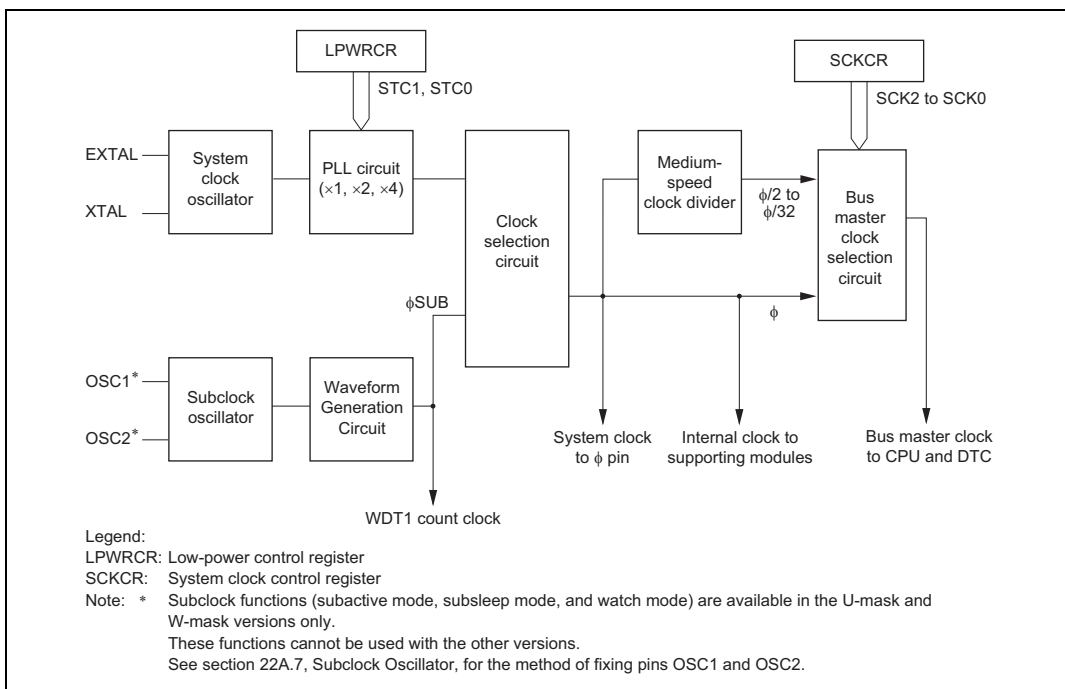 LPWRCR
STC1, STC0
SCKCR
SCK2 to SCK0
EXTAL
XTAL
System
clock
oscillator
PLL circuit
(×1, ×2, ×4)
Clock
selection
circuit
Medium-
speed
clock divider
ϕ/2 to
ϕ/32
Bus
master
clock
selection
circuit
ϕSUB
ϕ
OSC1*
OSC2*
Subclock
oscillator
Waveform
Generation
Circuit
System clock
to ϕ pin
Internal clock to
supporting modules
Bus master clock
to CPU and DTC
WDT1 count clock
Legend:
LPWRCR: Low-power control register
SCKCR: System clock control register
Note: * Subclock functions (subactive mode, subsleep mode, and watch mode) are available in the U-mask and
W-mask versions only.
These functions cannot be used with the other versions.
See section 22A.7, Subclock Oscillator, for the method of fixing pins OSC1 and OSC2.